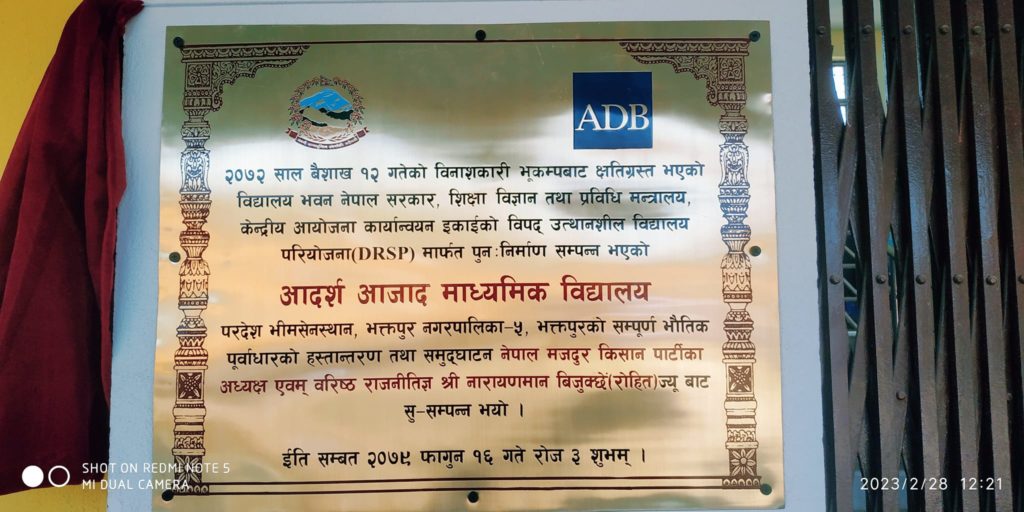 ADB
२०७२ साल बैशाख १२ गतेको विनाशकारी भूकम्पबाट क्षतिग्रस्त भएको
विद्यालय भवन नेपाल सरकार, शिक्षा विज्ञान तथा प्रविधि मन्त्रालय,
केन्द्रीय आयोजना कार्यान्वयन इकाईको विपद् उत्थानशील विद्यालय
परियोजना(DRSP) मार्फत पुन:निर्माण सम्पन्न भएको
आदर्श आजाद माध्यमिक विद्यालय
परदेश भीमसेनस्थान, भक्तपुर नगरपालिका-५, भक्तपुरको सम्पूर्ण भौतिक
पूर्वाधारको हस्तान्तरण तथा समुद्घाटन नेपाल मजदुर किसान पार्टीका
अध्यक्ष एवम् वरिष्ठ राजनीतिज्ञ श्री नारायणमान बिजुक्छेँ(रोहित)ज्यू बाट
सु-सम्पन्न भयो ।
ईति सम्बत २०७९ फागुन १६ गते रोज ३ शुभम् ।
SHOT ON REDMI NOTE 5
MI DUAL CAMERA
2023/2/28 12:21